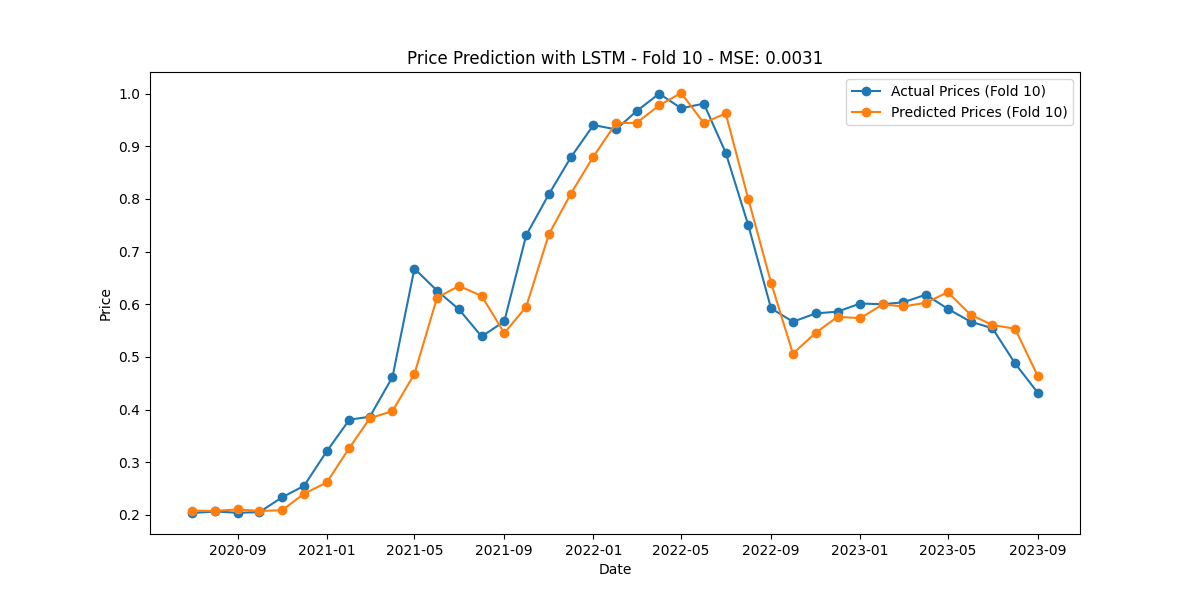 Price Prediction with LSTM - Fold 10 - MSE: 0.0031
Actual Prices (Fold 10)
Predicted Prices (Fold 10)
Price
1.0
0.9
0.8
0.7
0.6
0.5
0.4
0.3
0.2
2020-09 2021-01 2021-05 2021-09 2022-01 2022-05 2022-09 2023-01 2023-05 2023-09
Date